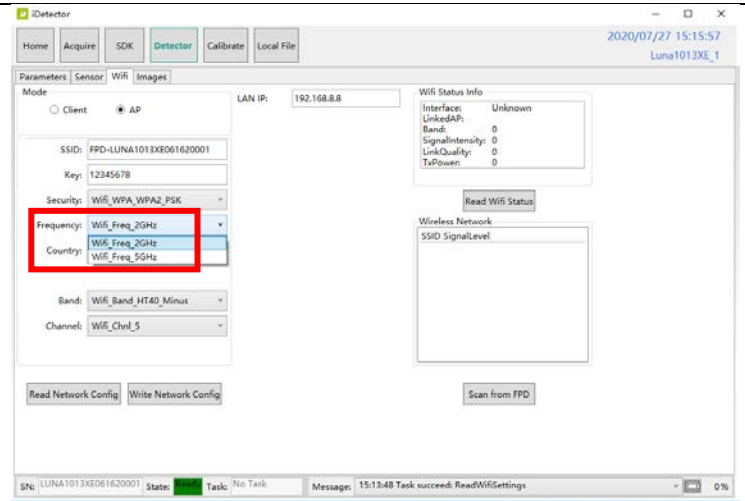 iDetector
2020/07/27 15:15:57
Home Acquire SDK Detector Calibrate Local File
Luna1013XE_1
Parameters Sensor Wifi Images
Mode
Client AP
LAN IP: 192.168.8.8
Wifi Status Info
Interface: Unknown
LinkedAP:
Band: 0
SignalIntensity: 0
LinkQuality: 0
TxPower: 0
SSID: FPD-LUNA1013XE061620001
Key: 12345678
Security: Wifi_WPA_WPA2_PSK
Read Wifi Status
Frequency: Wifi_Freq_2GHz
Wifi_Freq_2GHz
Wifi_Freq_5GHz
Country:
Wireless Network
SSID SignalLevel
Band: Wifi_Band_HT40_Minus
Channel: Wifi_Chnl_5
Read Network Config Write Network Config
Scan from FPD
SN: LUNA1013XE061620001 State: Ready Task: No Task Message: 15:13:48 Task succeed: ReadWifiSettings 0%